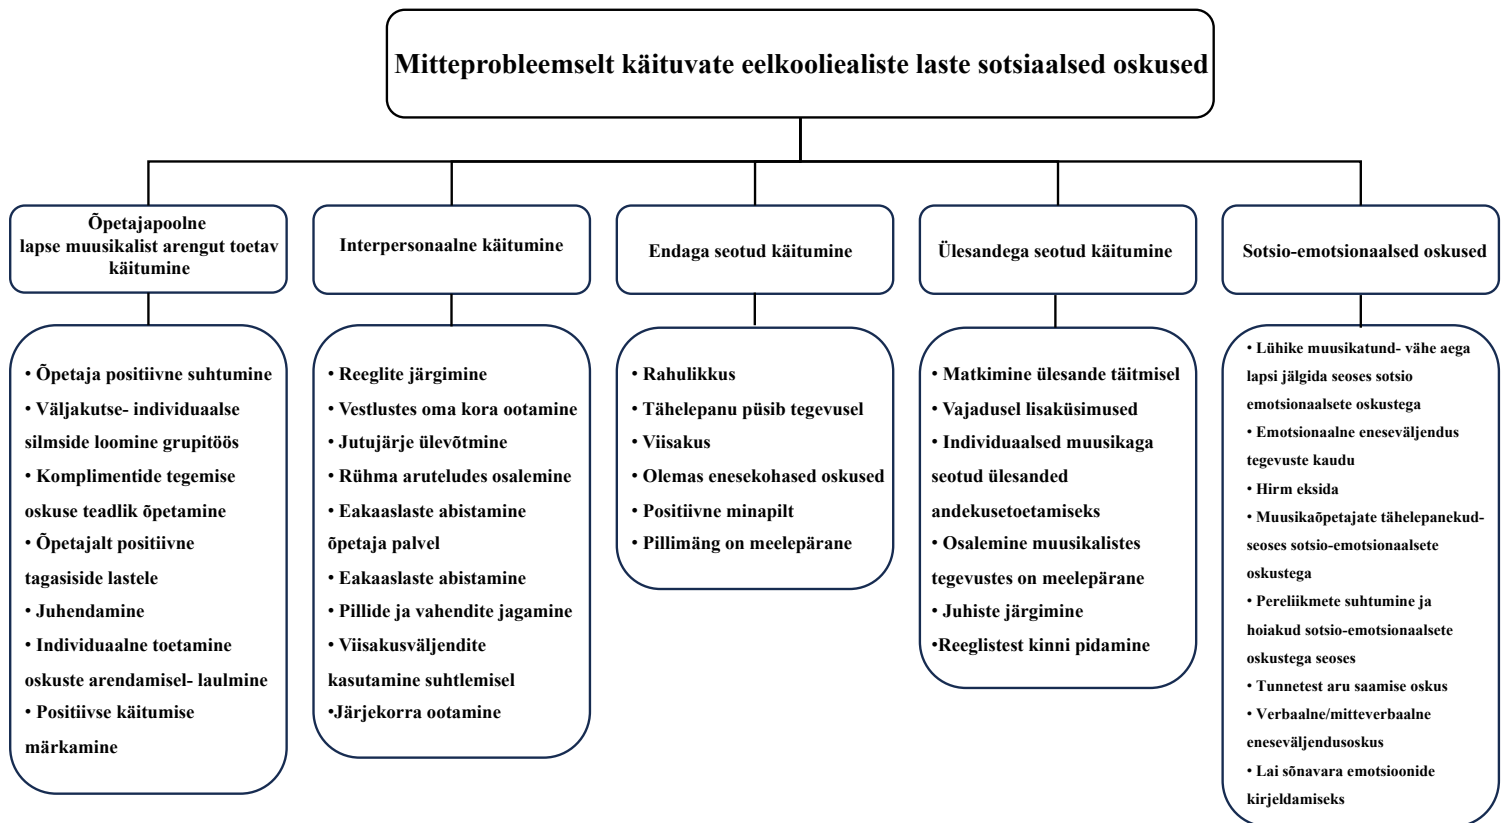 Mitteprobleemselt käituvate eelkooliealiste laste sotsiaalsed oskused
Õpetajapoolne
lapse muusikalist arengut toetav
käitumine
• Õpetaja positiivne suhtumine
• Väljakutse- individuaalse
silmside loomine grupitöös
• Komplimentide tegemise
oskuse teadlik õpetamine
• Õpetajalt positiivne
tagasiside lastele
• Juhendamine
• Individuaalne toetamine
oskuste arendamisel- laulmine
• Positiivse käitumise
märkamine
Interpersonaalne käitumine
• Reeglite järgimine
• Vestlustes oma kora ootamine
• Jutujärje ülevõtmine
• Rühma aruteludes osalemine
• Eakaaslaste abistamine
õpetaja palvel
• Eakaaslaste abistamine
• Pillide ja vahendite jagamine
• Viisakusväljendite
kasutamine suhtlemisel
•Järjekorra ootamine
Endaga seotud käitumine
• Rahulikkus
• Tähelepanu püsib tegevusel
• Viisakus
• Olemas enesekohased oskused
• Positiivne minapilt
• Pillimäng on meelepärane
Ülesandega seotud käitumine
• Matkimine ülesande täitmisel
• Vajadusel lisaküsimused
• Individuaalsed muusikaga
seotud ülesanded
andekusetoetamiseks
• Osalemine muusikalistes
tegevustes on meelepärane
• Juhiste järgimine
•Reeglistest kinni pidamine
Sotsio-emotsionaalsed oskused
• Lühike muusikatund- vähe aega
lapsi jälgida seoses sotsio
emotsionaalsete oskustega
• Emotsionaalne eneseväljendus
tegevuste kaudu
• Hirm eksida
• Muusikaõpetajate tähelepanekud-
seoses sotsio-emotsionaalsete
oskustega
• Pereliikmete suhtumine ja
hoiakud sotsio-emotsionaalsete
oskustega seoses
• Tunnetest aru saamise oskus
• Verbaalne/mitteverbaalne
eneseväljendusoskus
• Lai sõnavara emotsioonide
kirjeldamiseks